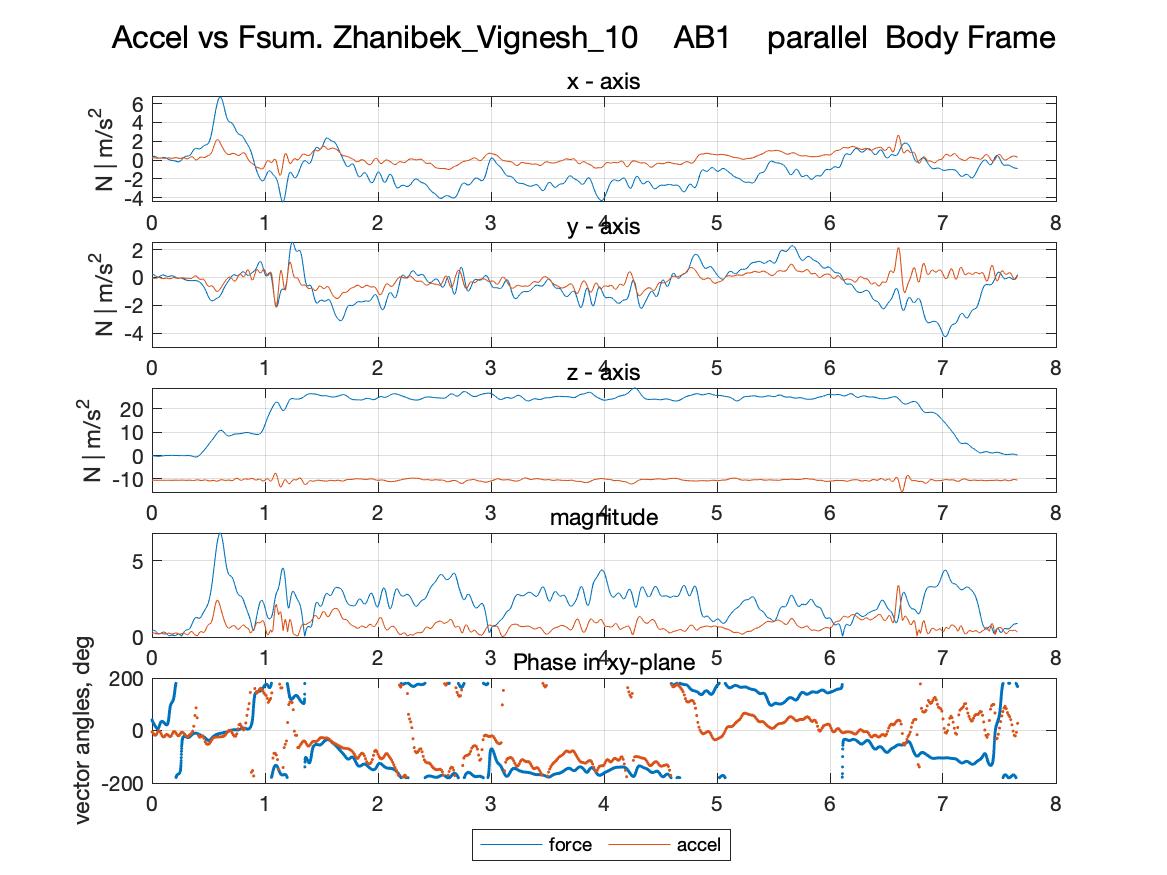 Accel vs Fsum. Zhanibek_Vignesh_10 AB1 parallel Body Frame
x - axis
N | m/s2
6
4
2
0
-2
-4
0 1 2 3 4 5 6 7 8
y - axis
N | m/s2
2
0
-2
-4
0 1 2 3 4 5 6 7 8
z - axis
N | m/s2
20
10
0
-10
0 1 2 3 4 5 6 7 8
magnitude
5
0
0 1 2 3 4 5 6 7 8
Phase in xy-plane
vector angles, deg
200
0
-200
0 1 2 3 4 5 6 7 8
force accel